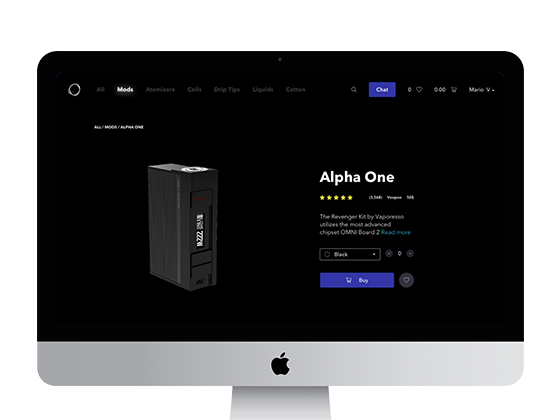 All Mods Atomizers Coils Drip Tips Liquids Cotton Chat 0 0.00 Mario .V
ALL / MODS / ALPHA ONE
Alpha One
(3,568) Voopoo 50$
The Revenger Kit by Vaporesso
utilizes the most advanced
chipset OMNI Board 2 Read more
Black 0
Buy